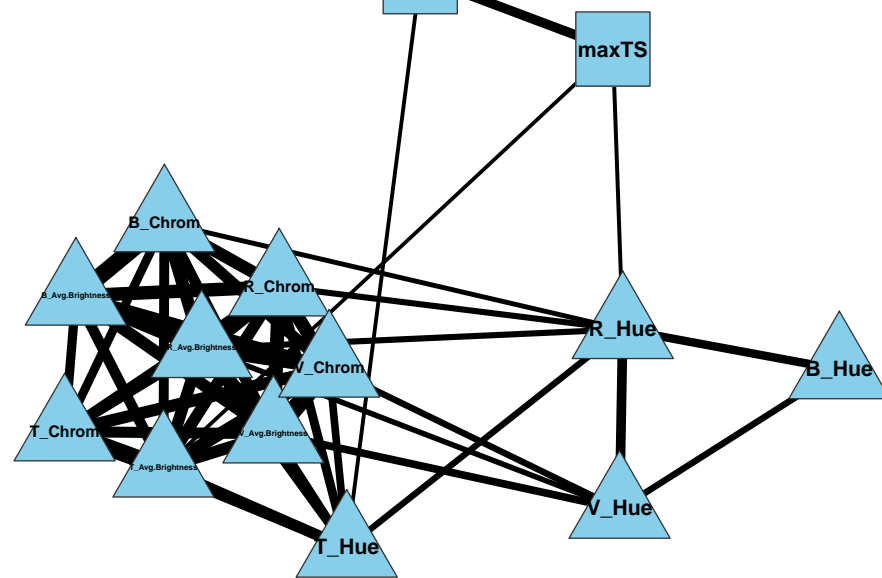 maxTS
B_Chrom
R_Chrom
B_Avg.Brightness
R_Hue
R_Avg.Brightness
V_Chrom
B_Hue
T_Chrom
V_Avg.Brightness
T_Avg.Brightness
V_Hue
T_Hue